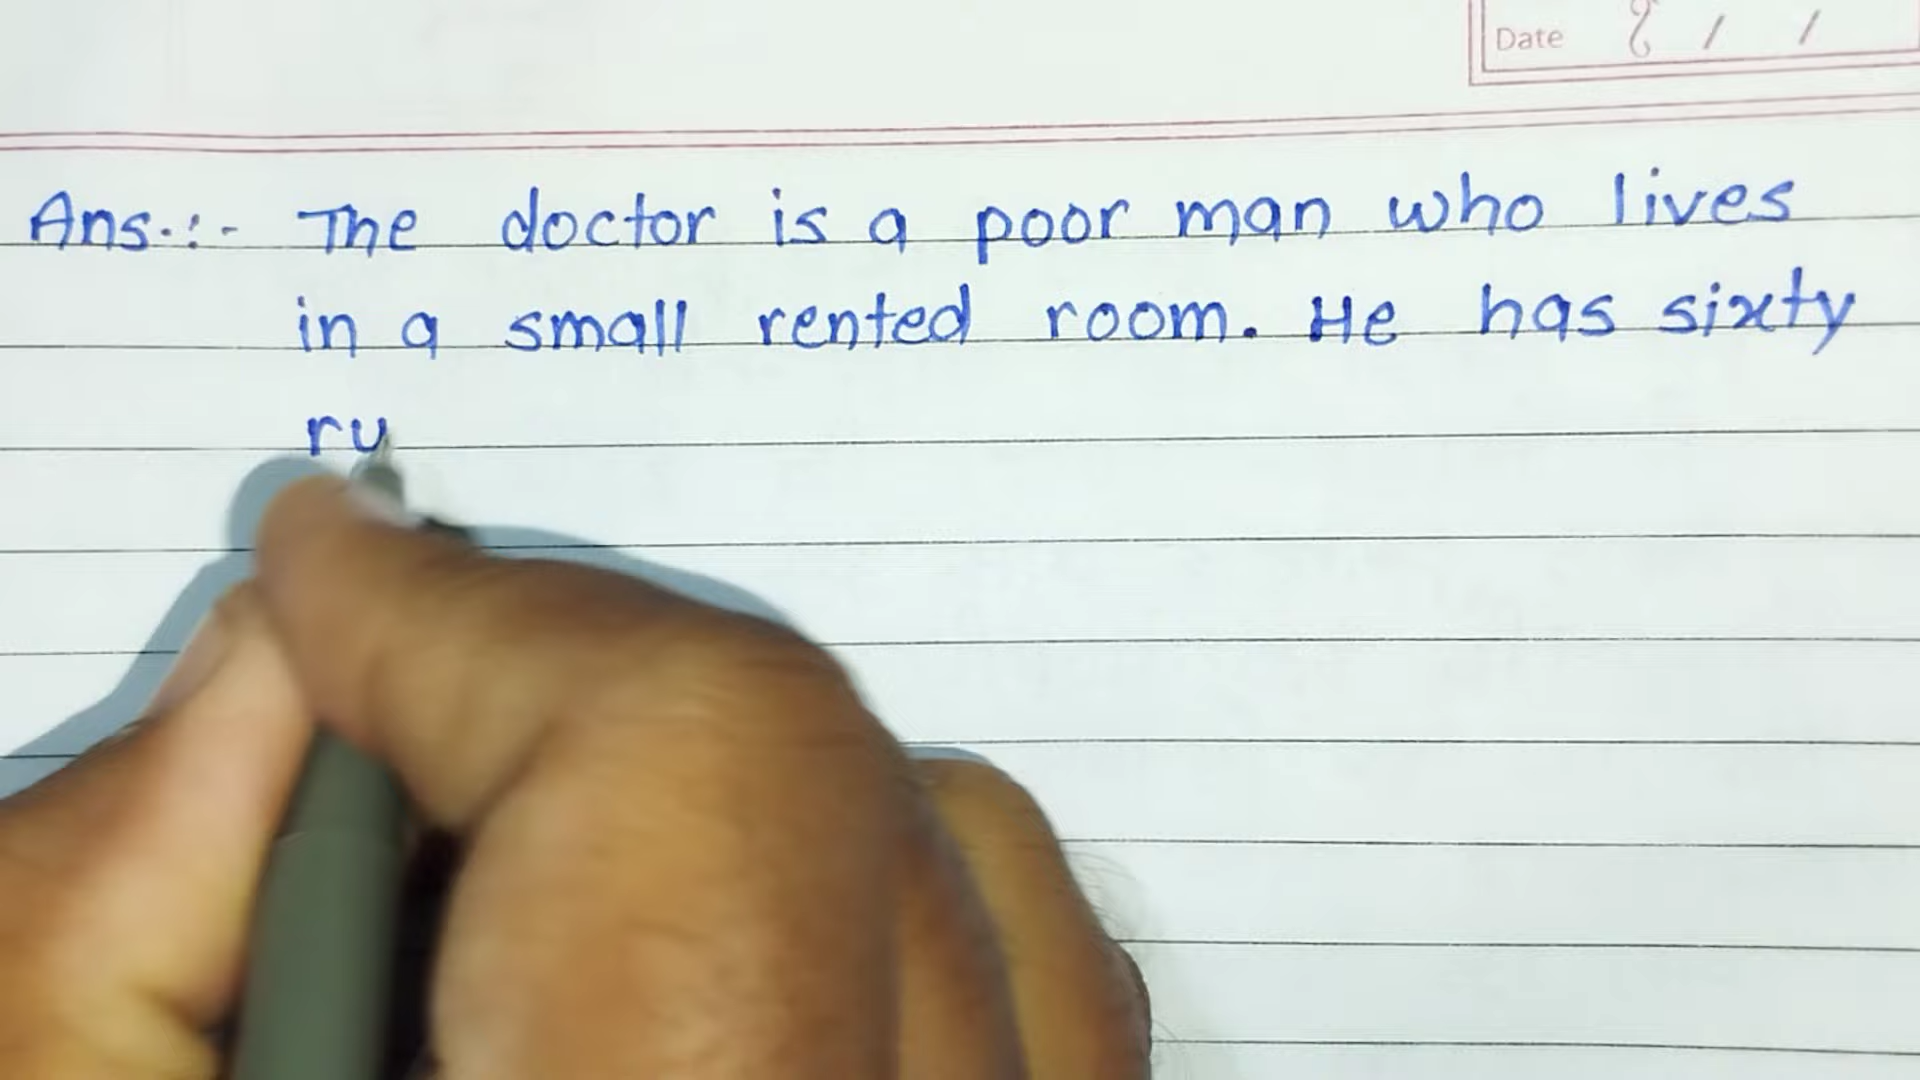 Date / /
Ans.:- The doctor is a poor man who lives
in a small rented room. He has sixty
ru